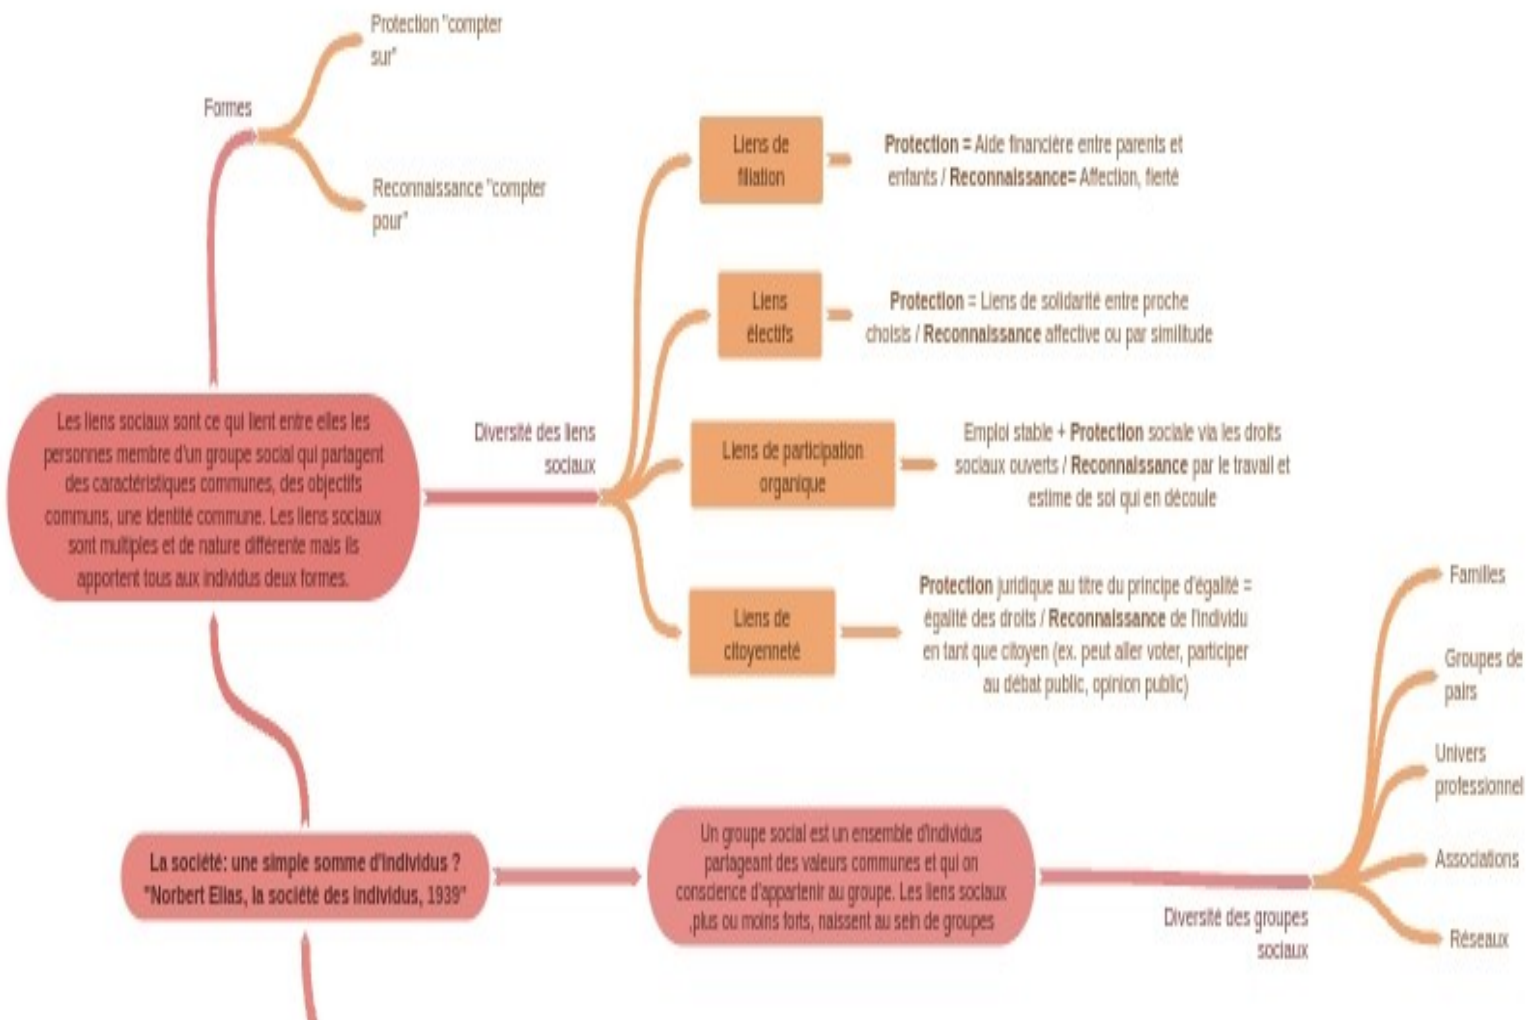 Protection "compter
sur"
Formes
Reconnaissance "compter
pour"
Liens de
filiation
Protection = Aide financière entre parents et
enfants / Reconnaissance= Affection, fierté
Liens
électifs
Protection = Liens de solidarité entre proche
choisis / Reconnaissance affective ou par similitude
Les liens sociaux sont ce qui lient entre elles les
personnes membre d'un groupe social qui partagent
des caractéristiques communes, des objectifs
communs, une identité commune. Les liens sociaux
sont multiples et de nature différente mais ils
apportent tous aux individus deux formes.
Diversité des liens
sociaux
Liens de participation
organique
Emploi stable + Protection sociale via les droits
sociaux ouverts / Reconnaissance par le travail et
estime de soi qui en découle
Liens de
citoyenneté
Protection juridique au titre du principe d'égalité =
égalité des droits / Reconnaissance de l'individu
en tant que citoyen (ex. peut aller voter, participer
au débat public, opinion public)
La société: une simple somme d'individus ?
"Norbert Elias, la société des individus, 1939"
Un groupe social est un ensemble d'individus
partageant des valeurs communes et qui on
conscience d'appartenir au groupe. Les liens sociaux
,plus ou moins forts, naissent au sein de groupes
Diversité des groupes
sociaux
Familles
Groupes de
pairs
Univers
professionnel
Associations
Réseaux